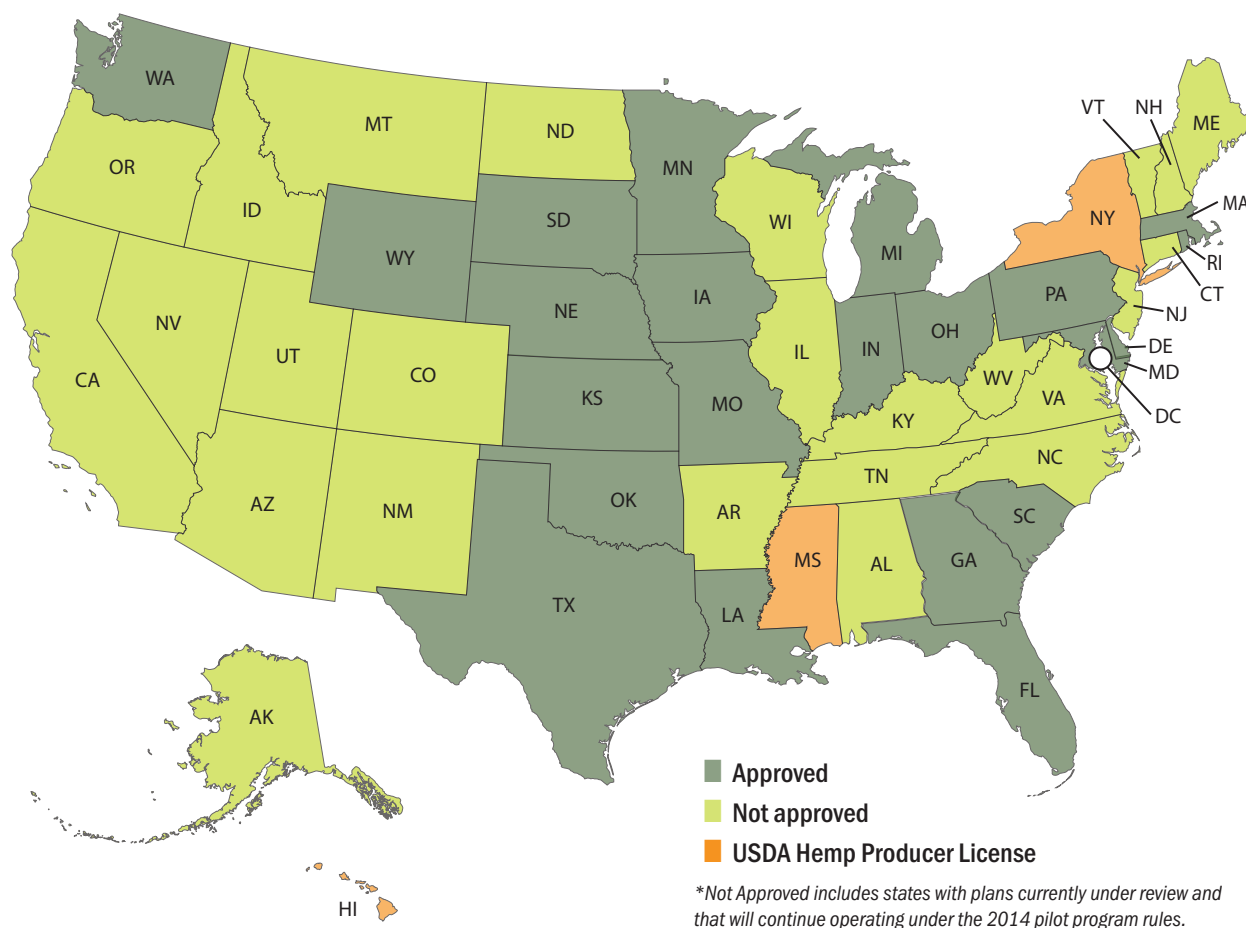 WA
MT
ND
MN
VT
NH
ME
OR
ID
SD
WI
NY
MA
WY
MI
RI
IA
PA
CT
NE
NJ
NV
OH
UT
IL
IN
DE
CA
CO
WV
MD
KS
MO
VA
DC
KY
NC
TN
AZ
NM
OK
AR
SC
MS
AL
GA
TX
LA
FL
AK
HI
Approved
Not approved
USDA Hemp Producer License
*Not Approved includes states with plans currently under review and
that will continue operating under the 2014 pilot program rules.